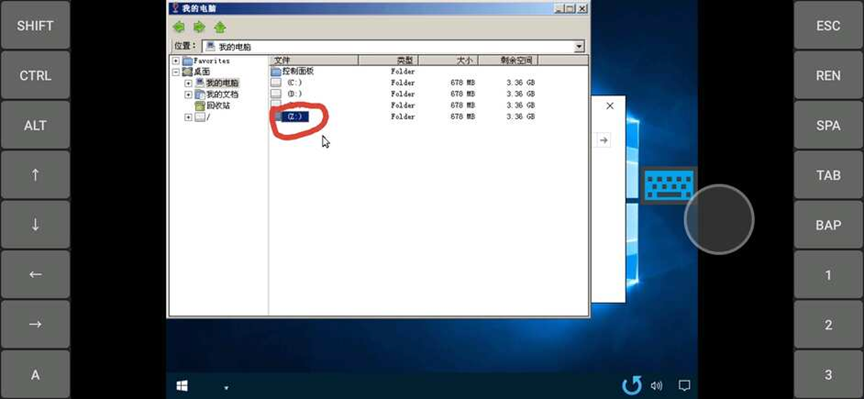 SHIFT
CTRL
ALT
↑
↓
←
→
A
我的电脑
位置： 我的电脑
Favorites
桌面
我的电脑
我的文档
回收站
/
文件 类型 大小 剩余空间
控制面板 Folder
(C:) Folder 678 MB 3.36 GB
(D:) Folder 678 MB 3.36 GB
Folder 678 MB 3.36 GB
(Z:) Folder 678 MB 3.36 GB
ESC
REN
SPA
TAB
BAP
1
2
3